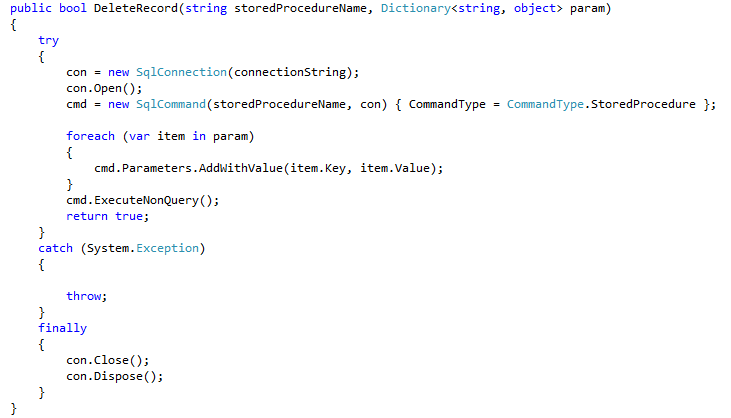 public bool DeleteRecord(string storedProcedureName, Dictionary<string, object> param)
{
    try
    {
        con = new SqlConnection(connectionString);
        con.Open();
        cmd = new SqlCommand(storedProcedureName, con) { CommandType = CommandType.StoredProcedure };

        foreach (var item in param)
        {
            cmd.Parameters.AddWithValue(item.Key, item.Value);
        }
        cmd.ExecuteNonQuery();
        return true;
    }
    catch (System.Exception)
    {

        throw;
    }
    finally
    {
        con.Close();
        con.Dispose();
    }
}